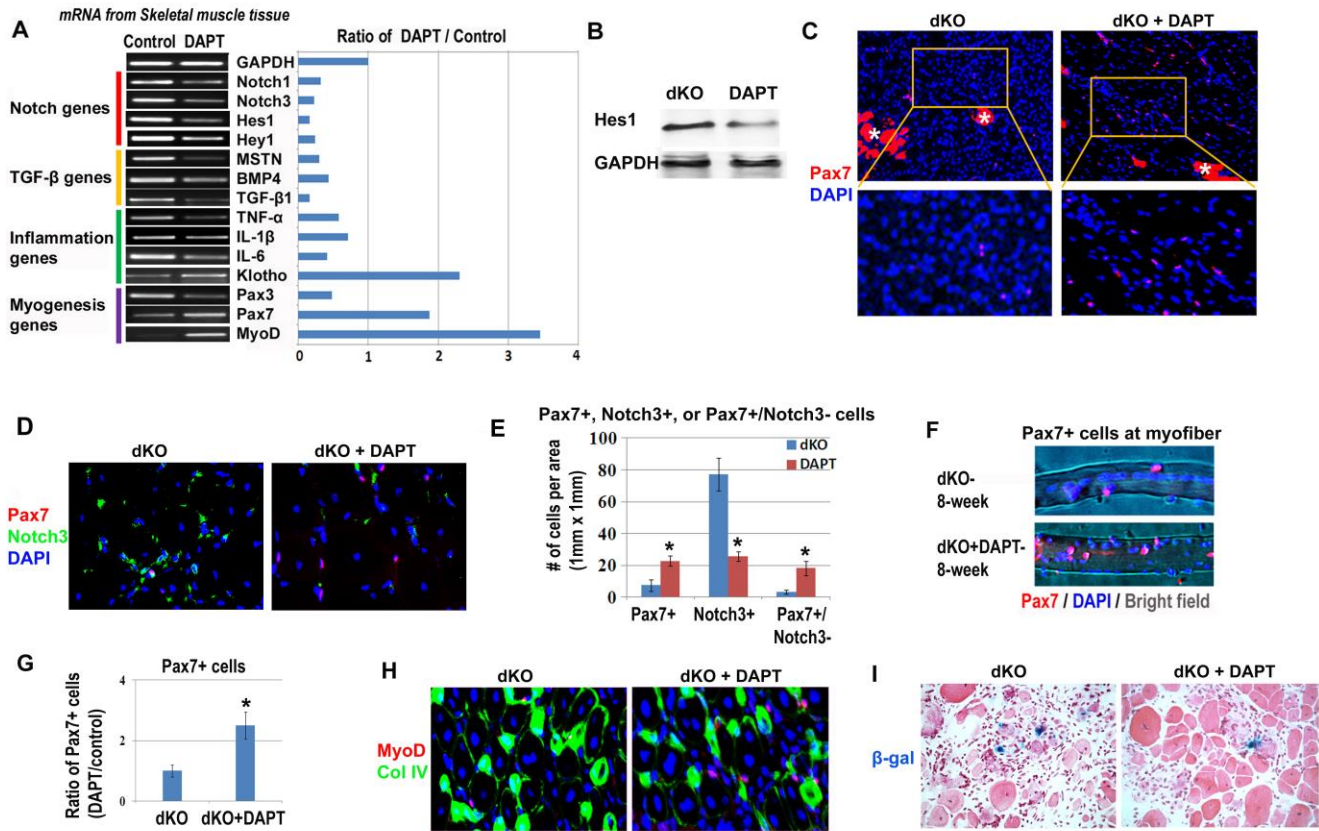 mRNA from Skeletal muscle tissue
A
Control DAPT
Ratio of DAPT / Control
GAPDH
Notch genes
Notch1
Notch3
Hes1
Hey1
TGF-β genes
MSTN
BMP4
TGF-β1
Inflammation
genes
TNF-α
IL-1β
IL-6
Klotho
Myogenesis
genes
Pax3
Pax7
MyoD
0 1 2 3 4
B
dKO DAPT
Hes1
GAPDH
C
dKO dKO + DAPT
Pax7
DAPI
* * *
D
dKO dKO + DAPT
Pax7
Notch3
DAPI
E
Pax7+, Notch3+, or Pax7+/Notch3- cells
# of cells per area
(1mm x 1mm)
100
80
60
40
20
0
dKO
DAPT
* * *
Pax7+ Notch3+ Pax7+/
Notch3-
F
Pax7+ cells at myofiber
dKO-
8-week
dKO+DAPT-
8-week
Pax7 / DAPI / Bright field
G
Pax7+ cells
Ratio of Pax7+ cells
(DAPT/control)
4
2
0
*
dKO dKO+DAPT
H
dKO dKO + DAPT
MyoD
Col IV
I
dKO dKO + DAPT
β-gal